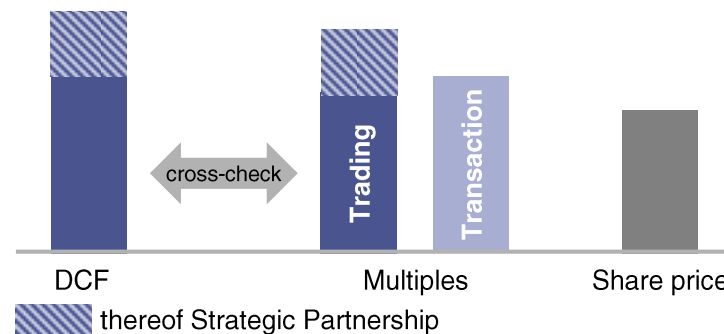 cross-check
Trading
Transaction
DCF
Multiples
Share price
thereof Strategic Partnership